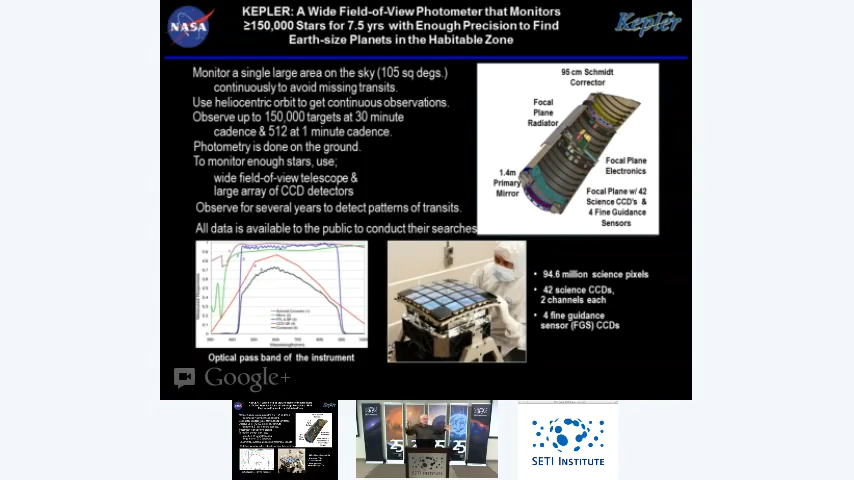 NASA
KEPLER: A Wide Field-of-View Photometer that Monitors
≥150,000 Stars for 7.5 yrs with Enough Precision to Find
Earth-size Planets in the Habitable Zone
Kepler
Monitor a single large area on the sky (105 sq degs.)
continuously to avoid missing transits.
Use heliocentric orbit to get continuous observations.
Observe up to 150,000 targets at 30 minute
cadence & 512 at 1 minute cadence.
Photometry is done on the ground.
To monitor enough stars, use;
wide field-of-view telescope &
large array of CCD detectors
Observe for several years to detect patterns of transits.
All data is available to the public to conduct their searches
95 cm Schmidt
Corrector
Focal
Plane
Radiator
Focal Plane
Electronics
1.4m
Primary
Mirror
Focal Plane w/ 42
Science CCD's &
4 Fine Guidance
Sensors
Optical pass band of the instrument
• 94.6 million science pixels
• 42 science CCDs,
2 channels each
• 4 fine guidance
sensor (FGS) CCDs
Google+
25
SETI INSTITUTE